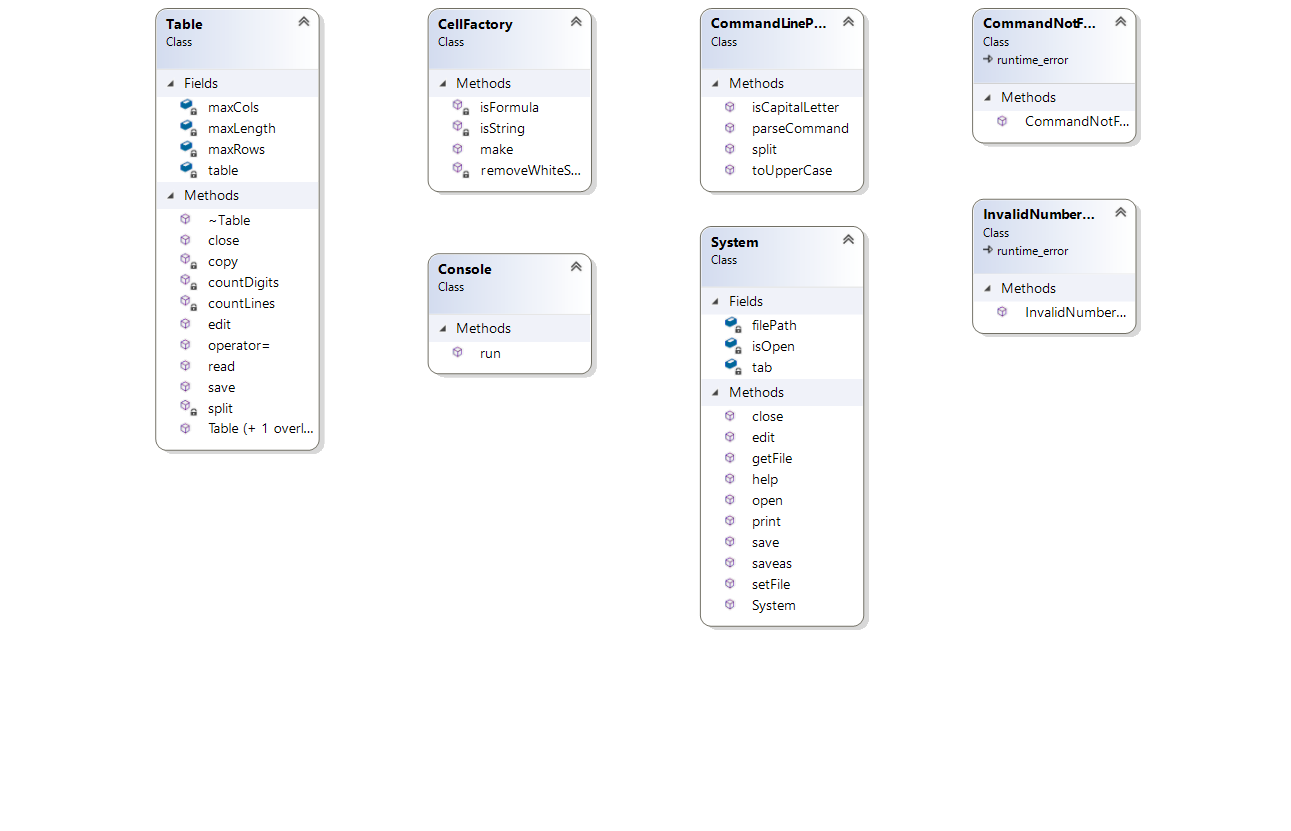 Table
Class
Fields
maxCols
maxLength
maxRows
table
Methods
~Table
close
copy
countDigits
countLines
edit
operator=
read
save
split
Table (+ 1 overl...
CellFactory
Class
Methods
isFormula
isString
make
removeWhiteS...
Console
Class
Methods
run
CommandLineP...
Class
Methods
isCapitalLetter
parseCommand
split
toUpperCase
System
Class
Fields
filePath
isOpen
tab
Methods
close
edit
getFile
help
open
print
save
saveas
setFile
System
CommandNotF...
Class
runtime_error
Methods
CommandNotF...
InvalidNumber...
Class
runtime_error
Methods
InvalidNumber...